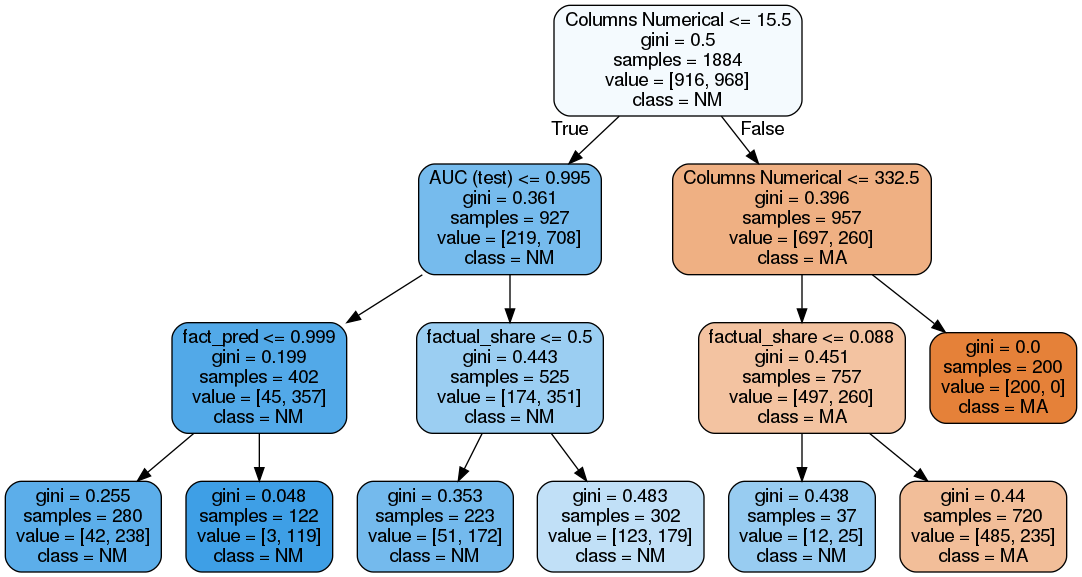 Columns Numerical <= 15.5
gini = 0.5
samples = 1884
value = [916, 968]
class = NM
True
False
AUC (test) <= 0.995
gini = 0.361
samples = 927
value = [219, 708]
class = NM
Columns Numerical <= 332.5
gini = 0.396
samples = 957
value = [697, 260]
class = MA
fact_pred <= 0.999
gini = 0.199
samples = 402
value = [45, 357]
class = NM
factual_share <= 0.5
gini = 0.443
samples = 525
value = [174, 351]
class = NM
factual_share <= 0.088
gini = 0.451
samples = 757
value = [497, 260]
class = MA
gini = 0.0
samples = 200
value = [200, 0]
class = MA
gini = 0.255
samples = 280
value = [42, 238]
class = NM
gini = 0.048
samples = 122
value = [3, 119]
class = NM
gini = 0.353
samples = 223
value = [51, 172]
class = NM
gini = 0.483
samples = 302
value = [123, 179]
class = NM
gini = 0.438
samples = 37
value = [12, 25]
class = NM
gini = 0.44
samples = 720
value = [485, 235]
class = MA